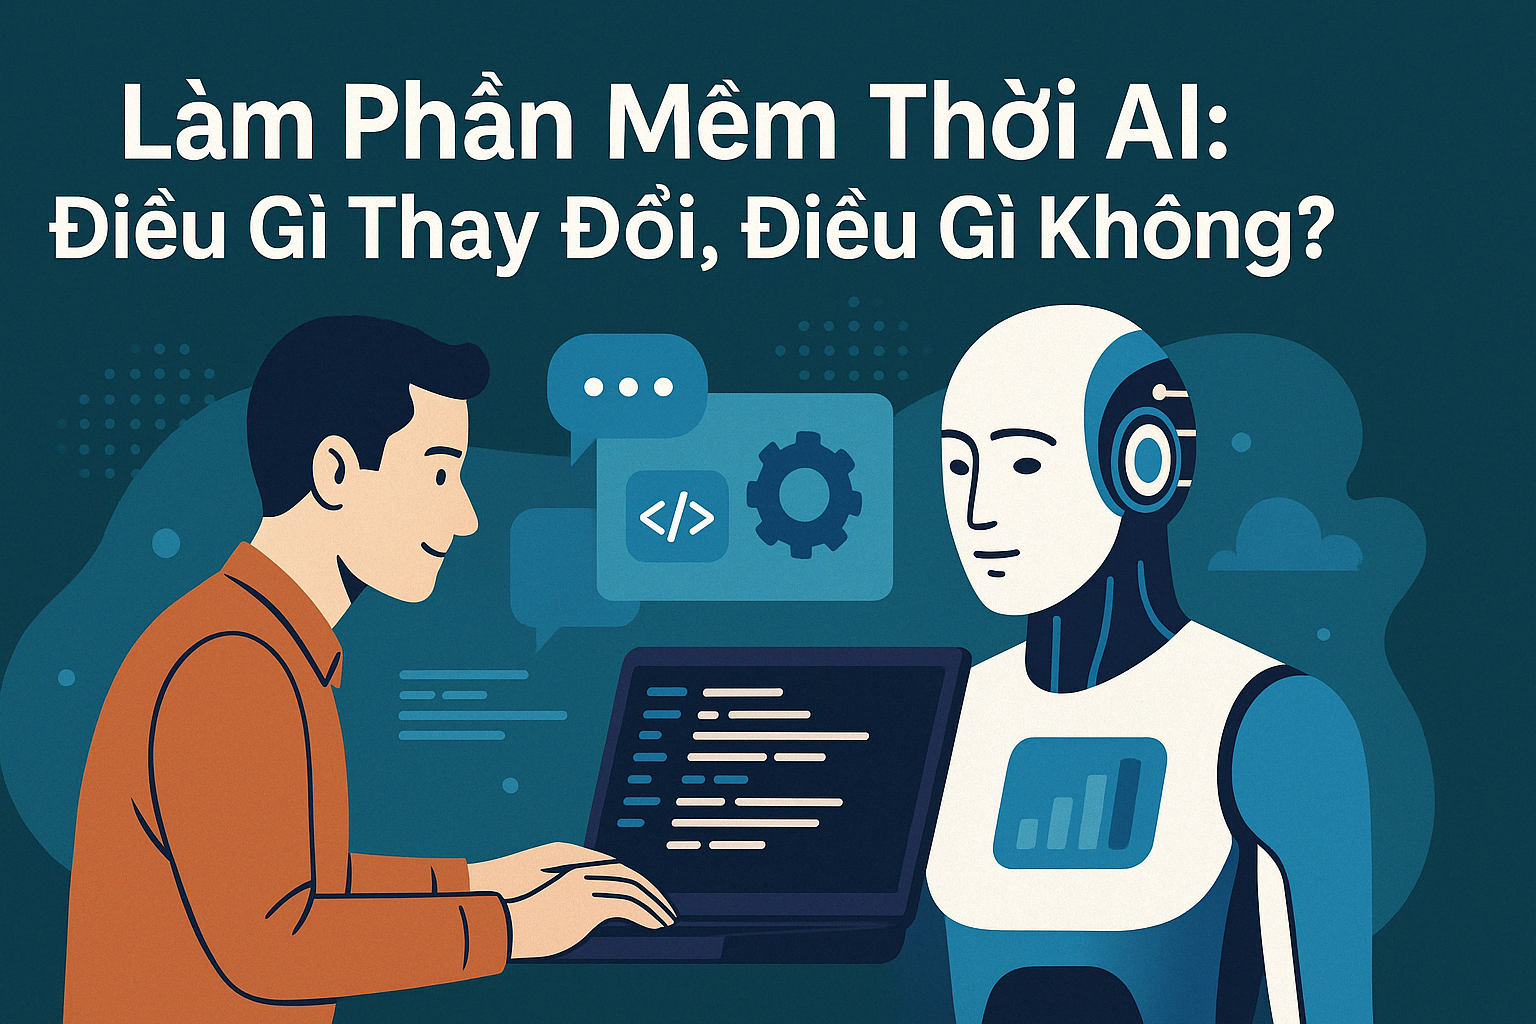 Làm Phần Mềm Thời AI:
Điều Gì Thay Đổi, Điều Gì Không?
</>